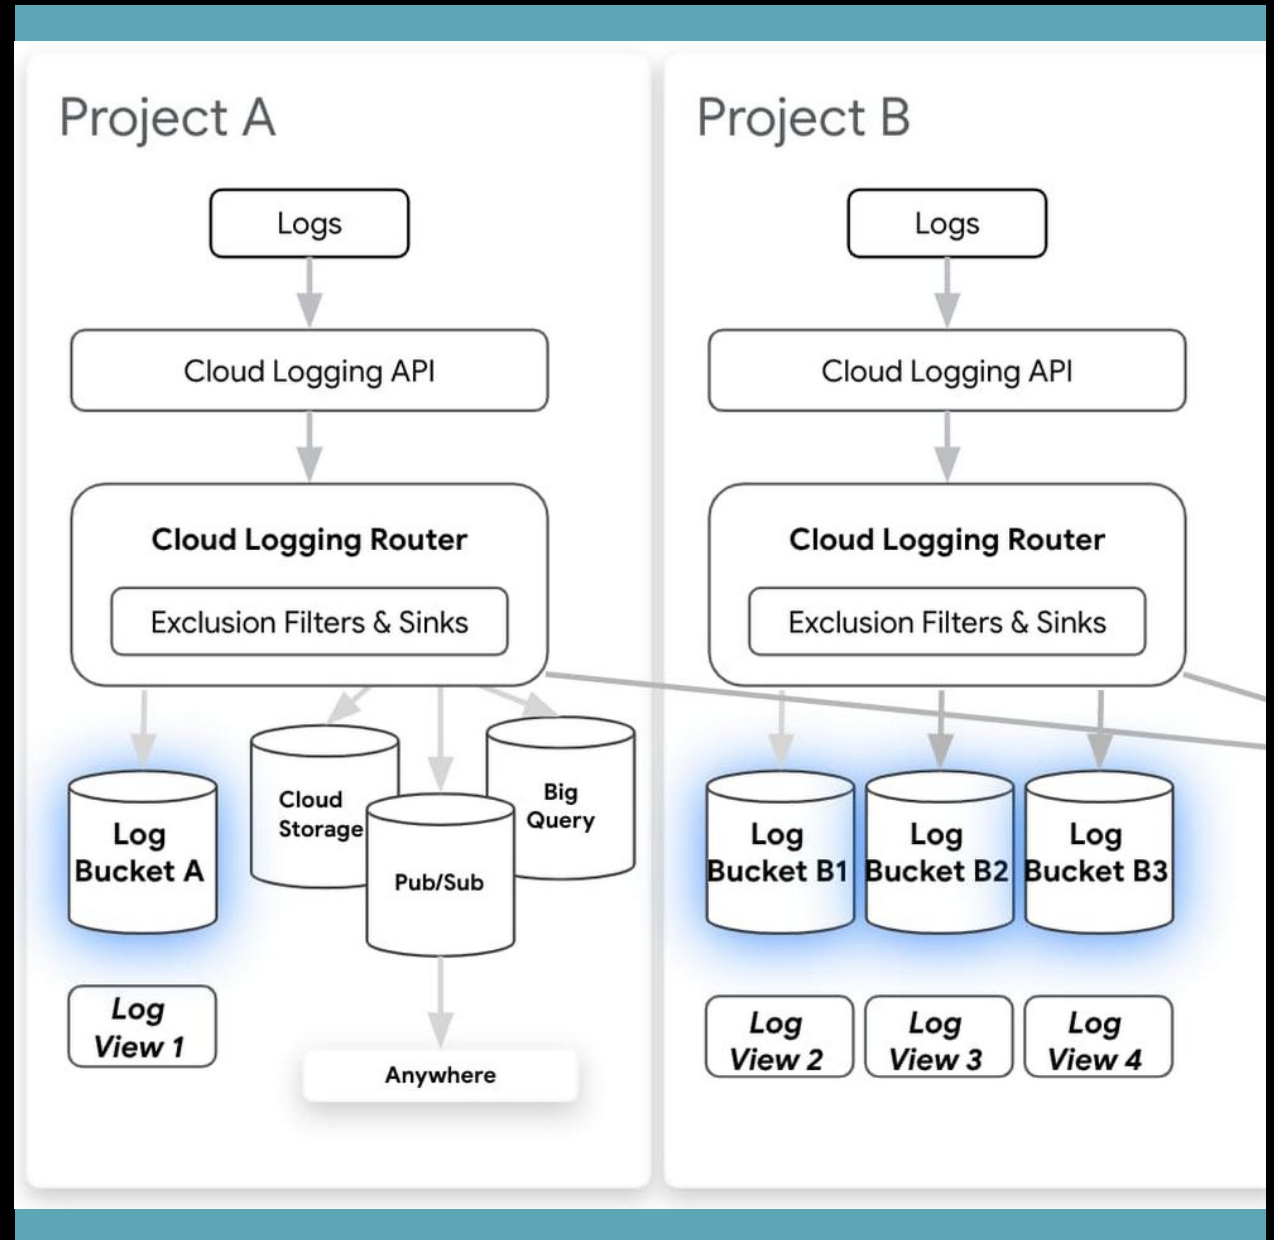 Project A
Logs
Cloud Logging API
Cloud Logging Router
Exclusion Filters & Sinks
Log
Bucket A
Cloud
Storage
Pub/Sub
Big
Query
Log
View 1
Anywhere
Project B
Logs
Cloud Logging API
Cloud Logging Router
Exclusion Filters & Sinks
Log
Bucket B1
Log
Bucket B2
Log
Bucket B3
Log
View 2
Log
View 3
Log
View 4